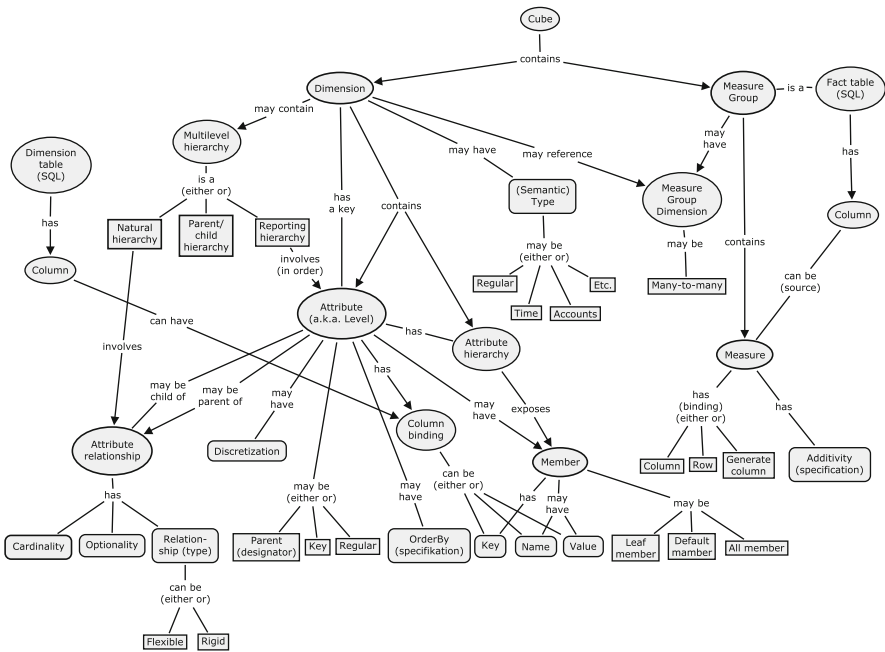 Cube
contains
Dimension
Measure
Group
is a
Fact table
(SQL)
may contain
Multilevel
hierarchy
may have
may reference
may
have
has
Dimension
table
(SQL)
is a
(either or)
has
a key
contains
(Semantic)
Type
Measure
Group
Dimension
Column
has
Natural
hierarchy
Parent/
child
hierarchy
Reporting
hierarchy
may be
(either or)
may be
contains
Column
involves
(in order)
Regular
Etc.
Time
Accounts
Many-to-many
can be
(source)
can have
Attribute
(a.k.a. Level)
has
Attribute
hierarchy
involves
Measure
may be
child of
may be
parent of
may
have
has
may
have
exposes
has
(binding)
(either or)
has
Attribute
relationship
Discretization
Column
binding
Member
Column
Row
Generate
column
Additivity
(specification)
has
may be
(either or)
may
have
can be
(either or)
has
may
have
may be
Cardinality
Optionality
Relation-
ship (type)
Parent
(designator)
Key
Regular
OrderBy
(specifikation)
Key
Name
Value
Leaf
member
Default
mamber
All member
can be
(either or)
Flexible
Rigid